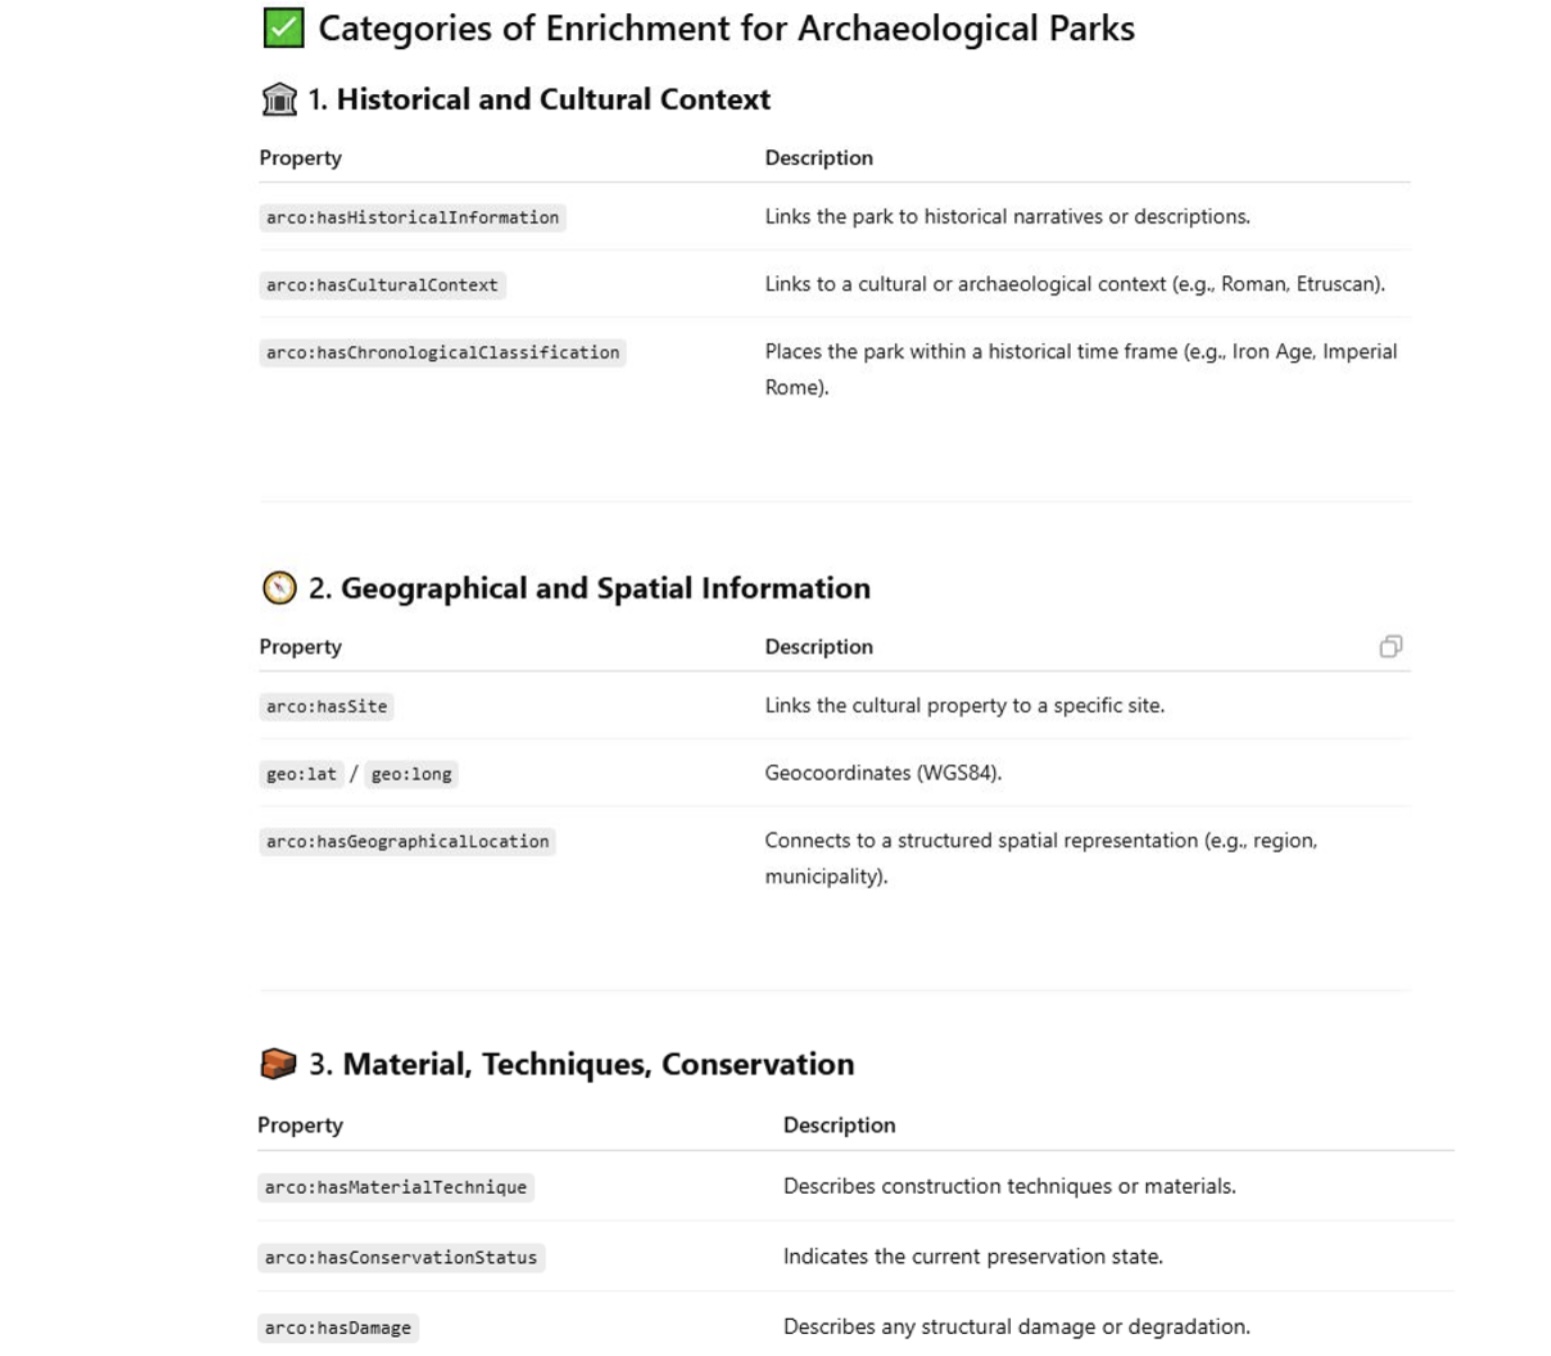 Categories of Enrichment for Archaeological Parks
1. Historical and Cultural Context
Property Description
arco:hasHistoricalInformation Links the park to historical narratives or descriptions.
arco:hasCulturalContext Links to a cultural or archaeological context (e.g., Roman, Etruscan).
arco:hasChronologicalClassification Places the park within a historical time frame (e.g., Iron Age, Imperial
Rome).
2. Geographical and Spatial Information
Property Description
arco:hasSite Links the cultural property to a specific site.
geo:lat / geo:long Geocoordinates (WGS84).
arco:hasGeographicalLocation Connects to a structured spatial representation (e.g., region,
municipality).
3. Material, Techniques, Conservation
Property Description
arco:hasMaterialTechnique Describes construction techniques or materials.
arco:hasConservationStatus Indicates the current preservation state.
arco:hasDamage Describes any structural damage or degradation.